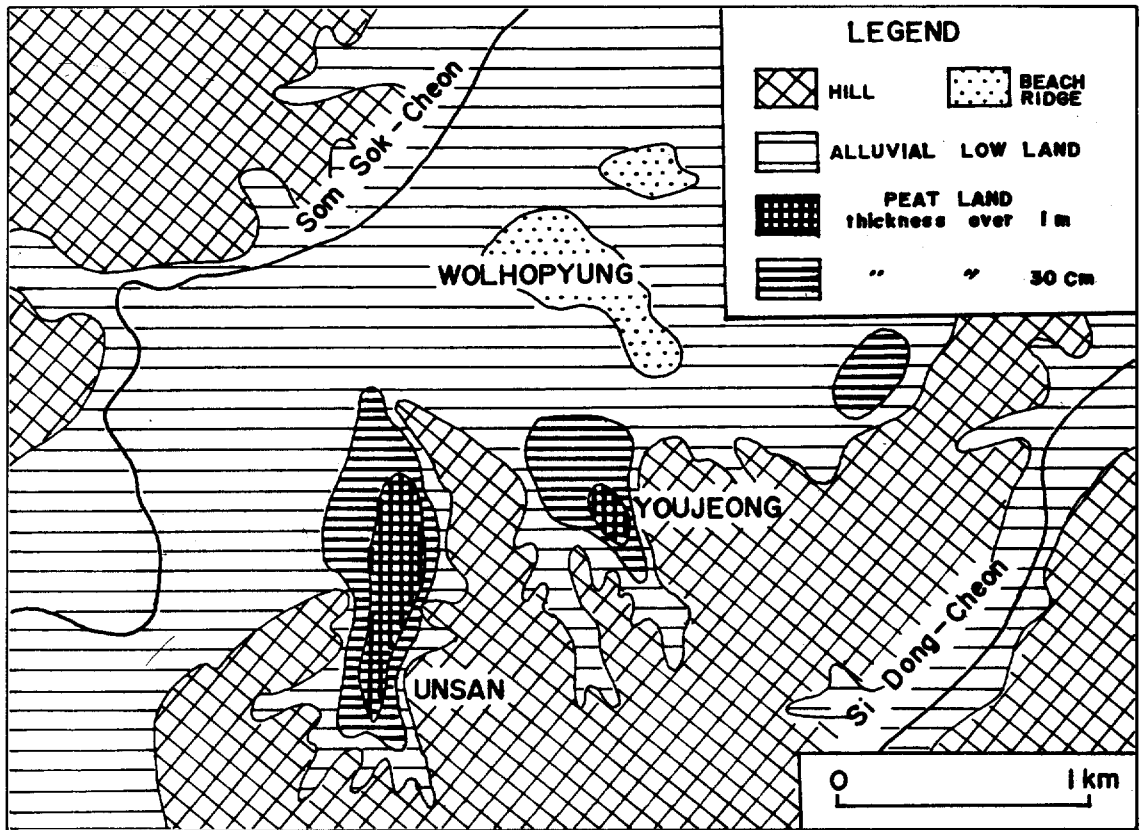 LEGEND
HILL
BEACH
RIDGE
ALLUVIAL LOW LAND
PEAT LAND
thickness over 1 m
" " 30 cm
Som Sok-Cheon
WOLHOPYUNG
YOUJEONG
UNSAN
Si Dong-Cheon
0 1 km